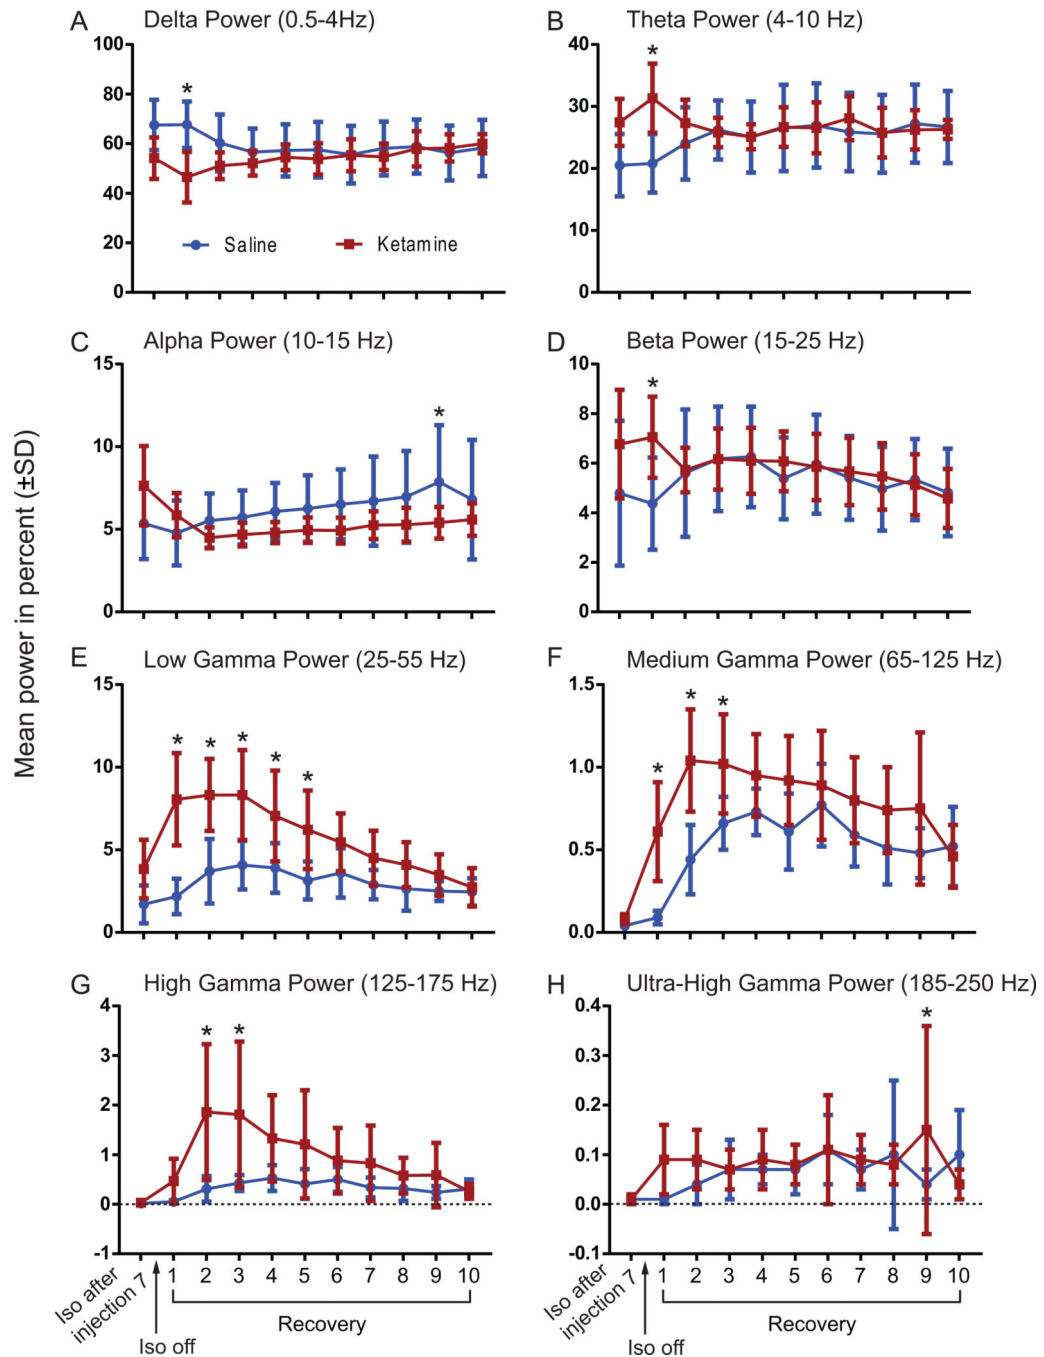 A Delta Power (0.5-4Hz)
100
80
60
40
20
0
*
Saline
Ketamine
B Theta Power (4-10 Hz)
40
30
20
10
0
*
C Alpha Power (10-15 Hz)
15
10
5
0
*
D Beta Power (15-25 Hz)
10
8
6
4
2
0
*
Mean power in percent (±SD)
E Low Gamma Power (25-55 Hz)
15
10
5
0
* * * * *
F Medium Gamma Power (65-125 Hz)
1.5
1.0
0.5
0.0
* * *
G High Gamma Power (125-175 Hz)
4
3
2
1
0
-1
* *
Iso after
injection 7
1 2 3 4 5 6 7 8 9 10
Recovery
Iso off
H Ultra-High Gamma Power (185-250 Hz)
0.4
0.3
0.2
0.1
0.0
-0.1
*
Iso after
injection 7
1 2 3 4 5 6 7 8 9 10
Recovery
Iso off